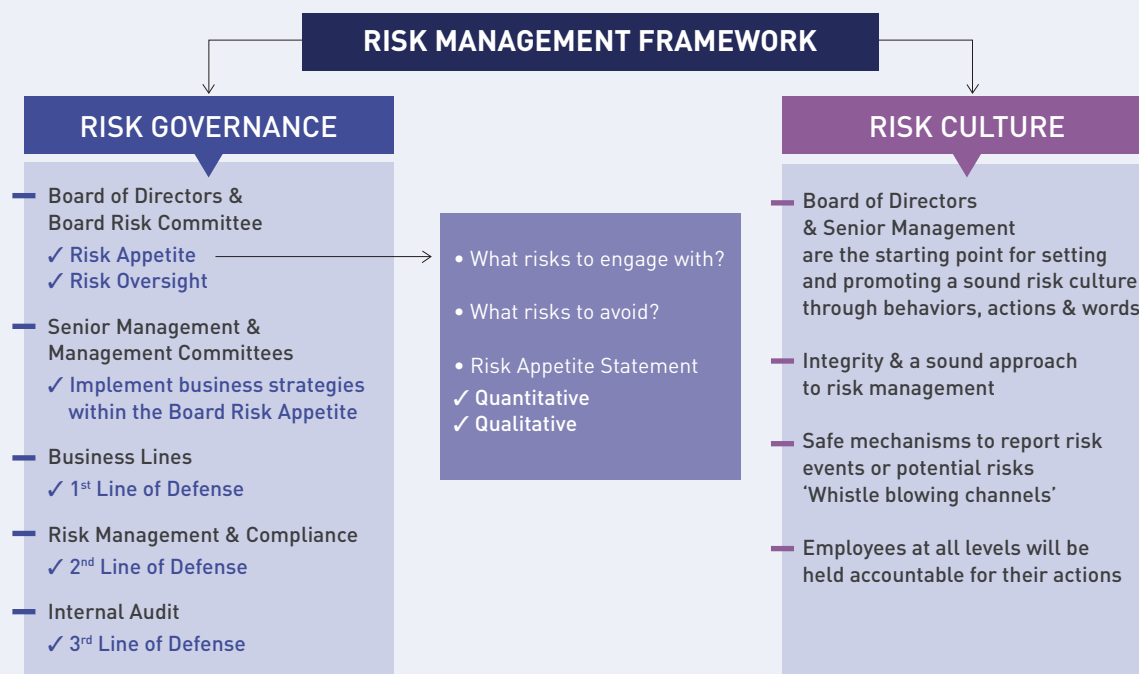 RISK MANAGEMENT FRAMEWORK
RISK GOVERNANCE
Board of Directors &
Board Risk Committee
✓ Risk Appetite
✓ Risk Oversight
Senior Management &
Management Committees
✓ Implement business strategies
within the Board Risk Appetite
Business Lines
✓ 1st Line of Defense
Risk Management & Compliance
✓ 2nd Line of Defense
Internal Audit
✓ 3rd Line of Defense
• What risks to engage with?
• What risks to avoid?
• Risk Appetite Statement
✓ Quantitative
✓ Qualitative
RISK CULTURE
Board of Directors
& Senior Management
are the starting point for setting
and promoting a sound risk culture
through behaviors, actions & words
Integrity & a sound approach
to risk management
Safe mechanisms to report risk
events or potential risks
‘Whistle blowing channels’
Employees at all levels will be
held accountable for their actions